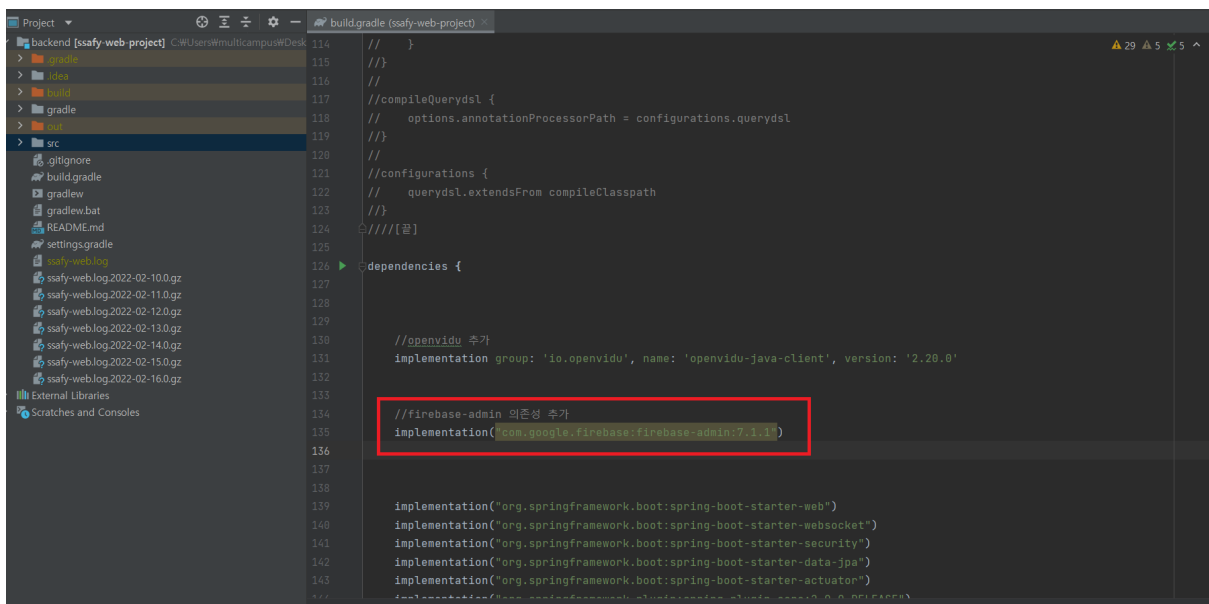 Project
build.gradle (ssafy-web-project)
backend [ssafy-web-project] C:₩Users₩multicampus₩Desk
.gradle
.idea
build
gradle
out
src
.gitignore
build.gradle
gradlew
gradlew.bat
README.md
settings.gradle
ssafy-web.log
ssafy-web.log.2022-02-10.0.gz
ssafy-web.log.2022-02-11.0.gz
ssafy-web.log.2022-02-12.0.gz
ssafy-web.log.2022-02-13.0.gz
ssafy-web.log.2022-02-14.0.gz
ssafy-web.log.2022-02-15.0.gz
ssafy-web.log.2022-02-16.0.gz
External Libraries
Scratches and Consoles
29 5 5
114 // }
115 //}
116 //
117 //compileQuerydsl {
118 // options.annotationProcessorPath = configurations.querydsl
119 //}
120 //
121 //configurations {
122 // querydsl.extendsFrom compileClasspath
123 //}
124 ////[끝]
125
126 dependencies {
127
128
129
130 //openvidu 추가
131 implementation group: 'io.openvidu', name: 'openvidu-java-client', version: '2.20.0'
132
133
134 //firebase-admin 의존성 추가
135 implementation("com.google.firebase:firebase-admin:7.1.1")
136
137
138
139 implementation("org.springframework.boot:spring-boot-starter-web")
140 implementation("org.springframework.boot:spring-boot-starter-websocket")
141 implementation("org.springframework.boot:spring-boot-starter-security")
142 implementation("org.springframework.boot:spring-boot-starter-data-jpa")
143 implementation("org.springframework.boot:spring-boot-starter-actuator")